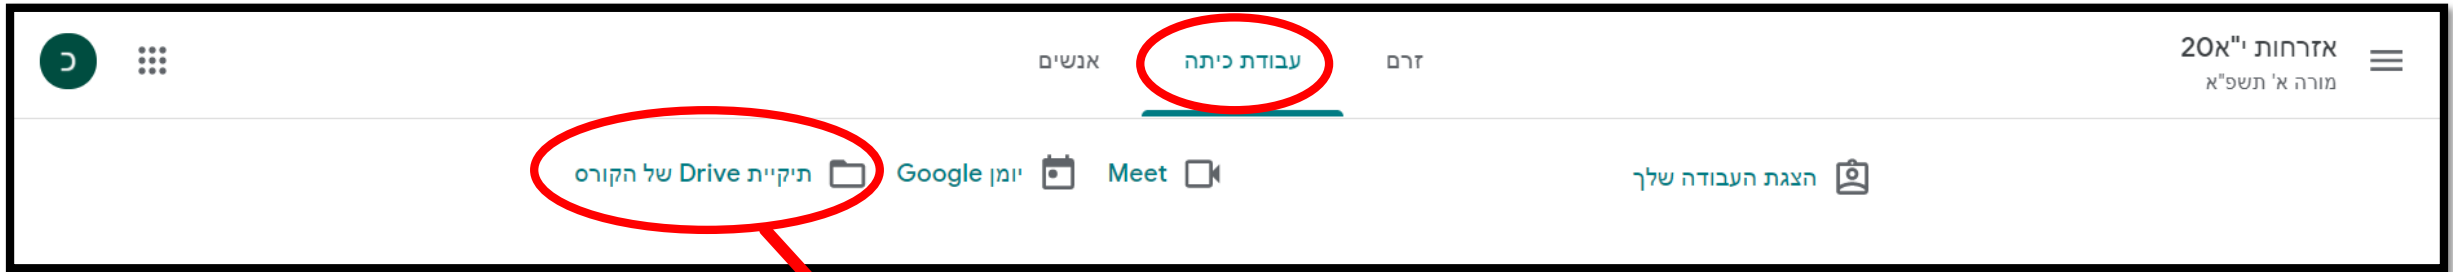 אזרחות י"א20
מורה א' תשפ"א
זרם
עבודת כיתה
אנשים
כ
הצגת העבודה שלך
Meet
יומן Google
תיקיית Drive של הקורס